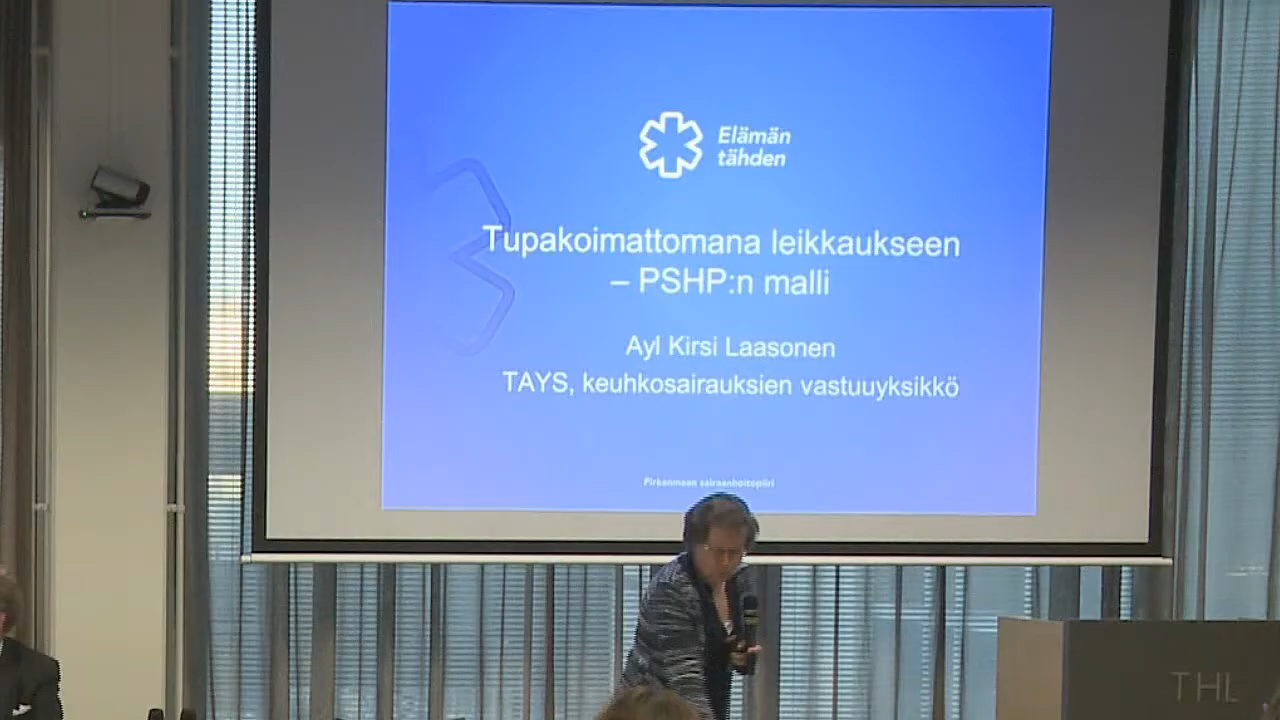 Elämän
tähden
Tupakoimattomana leikkaukseen
– PSHP:n malli
Ayl Kirsi Laasonen
TAYS, keuhkosairauksien vastuuyksikkö
Pirkanmaan sairaanhoitopiiri
THL